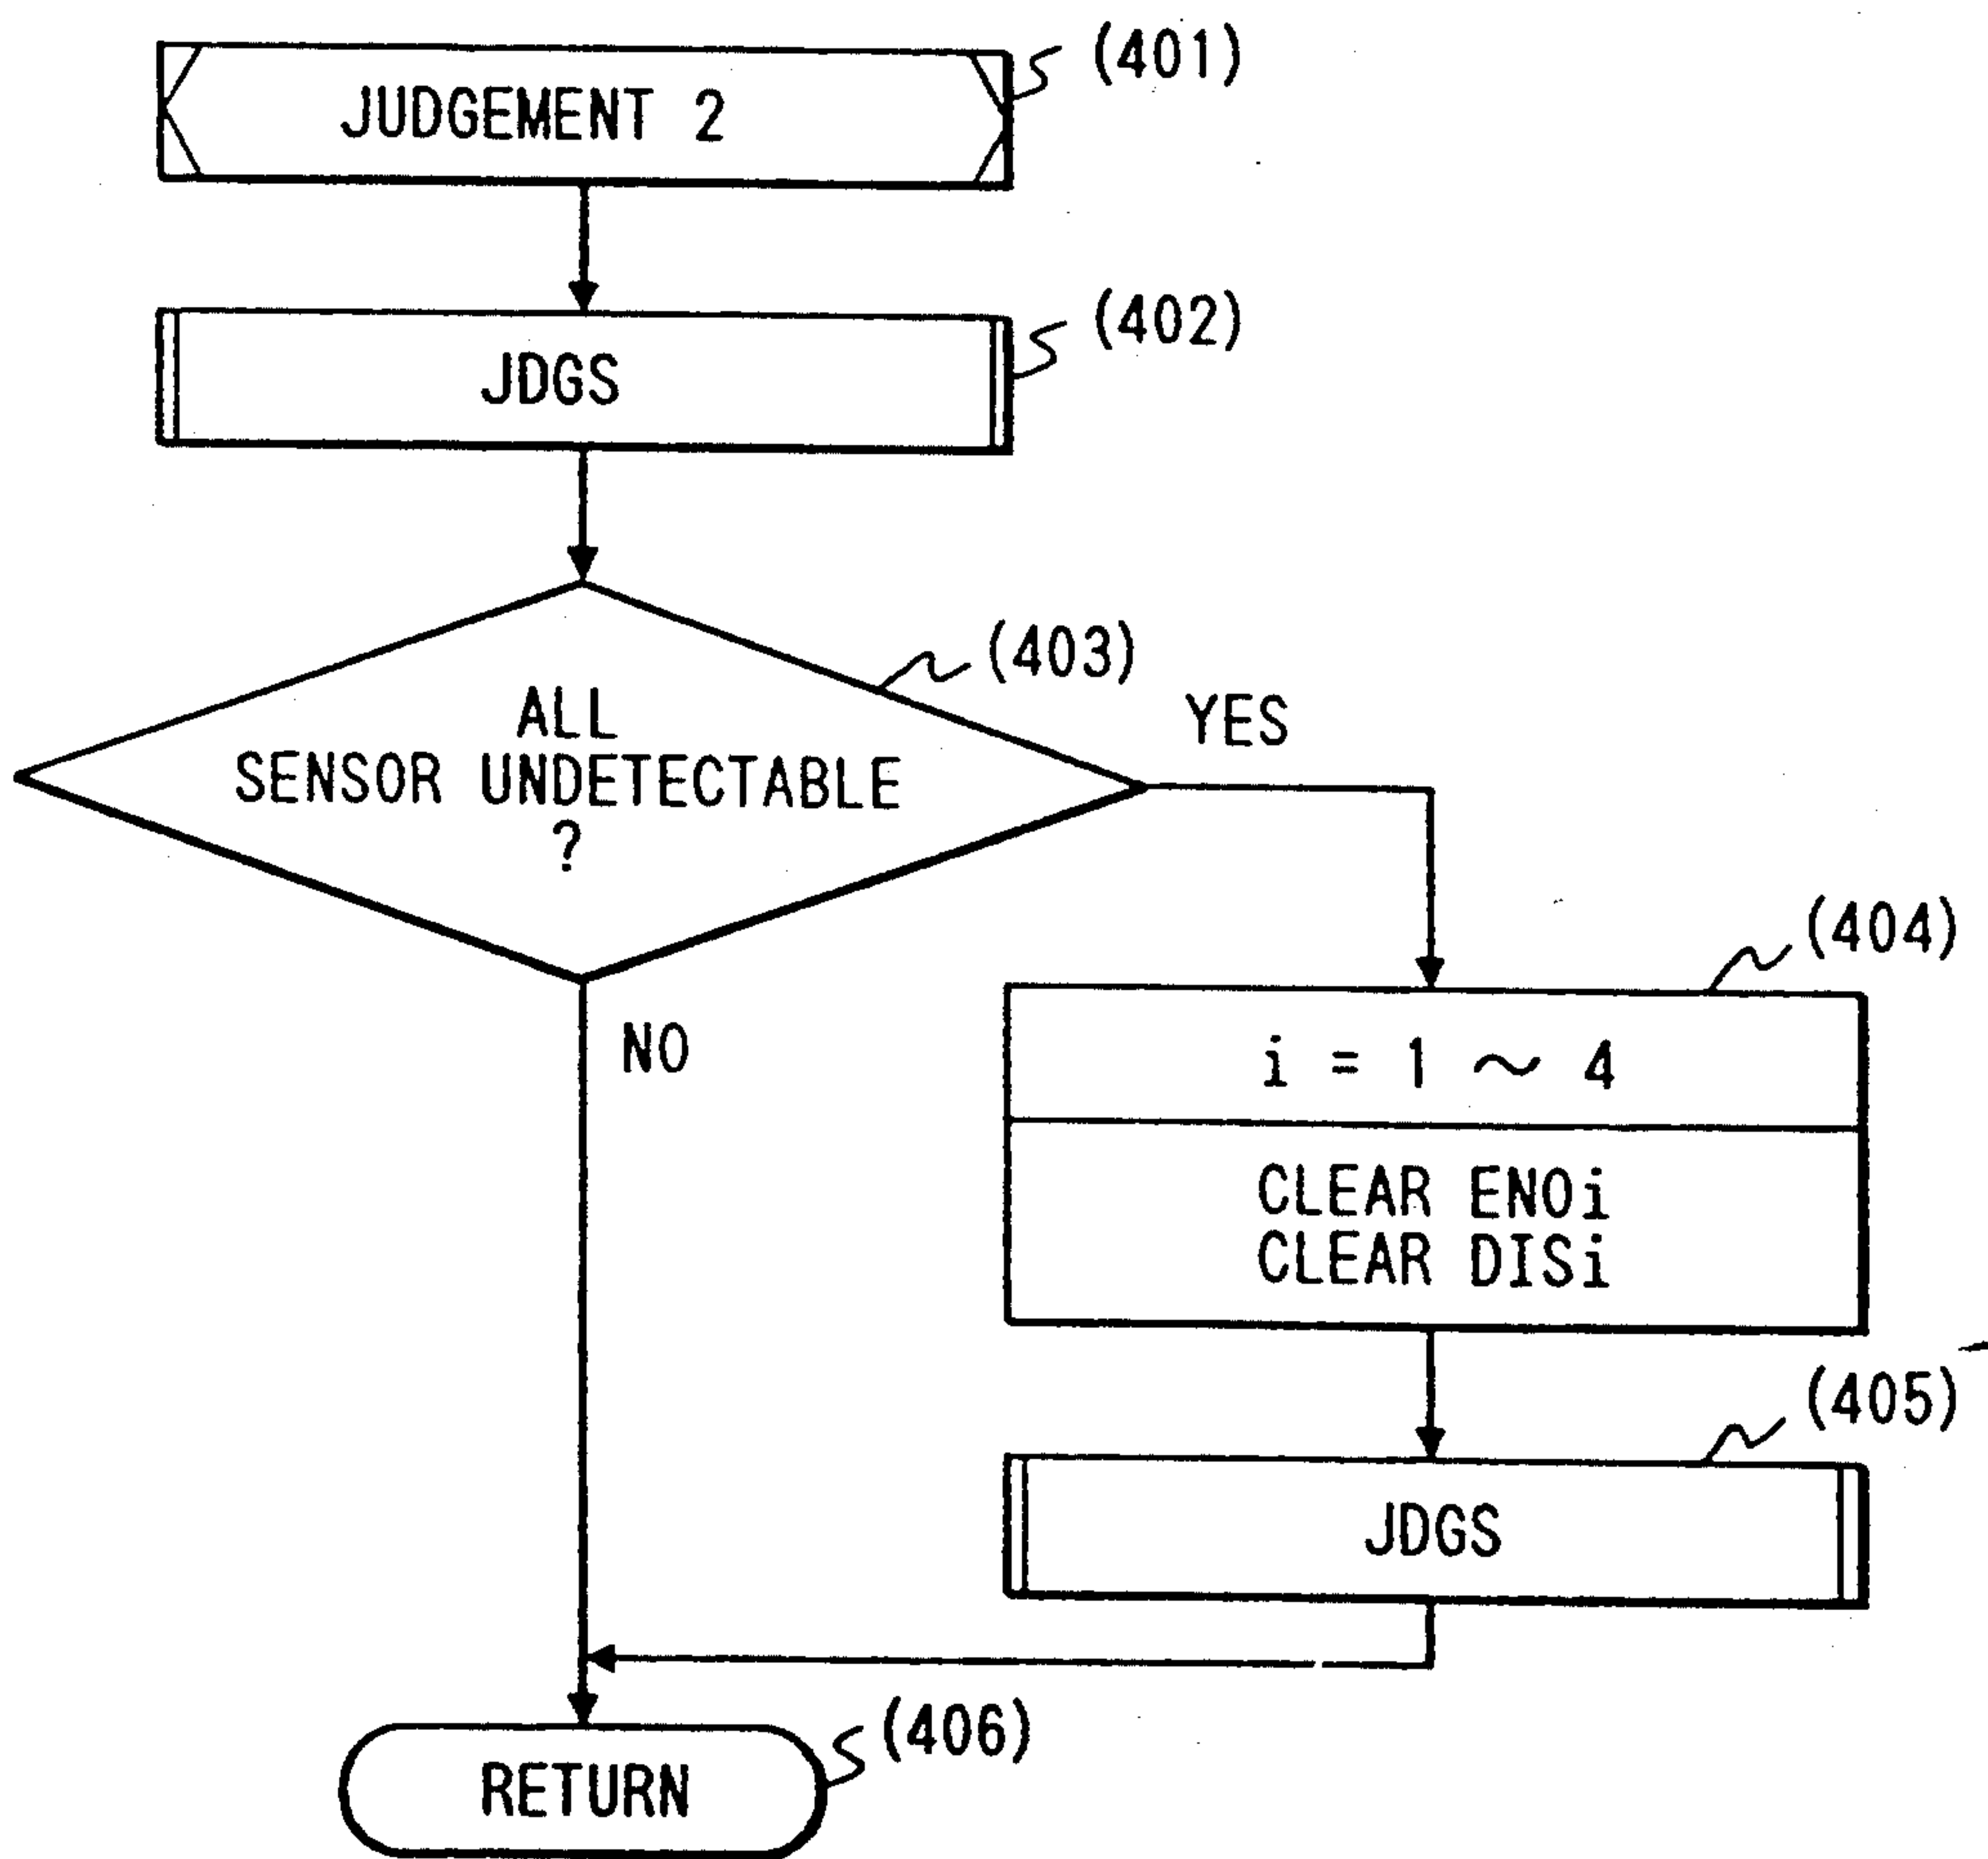 JUDGEMENT 2
(401)
JDGS
(402)
ALL
SENSOR UNDETECTABLE
?
(403)
YES
NO
(404)
i = 1 ~ 4
CLEAR ENOi
CLEAR DISi
(405)
JDGS
RETURN
(406)